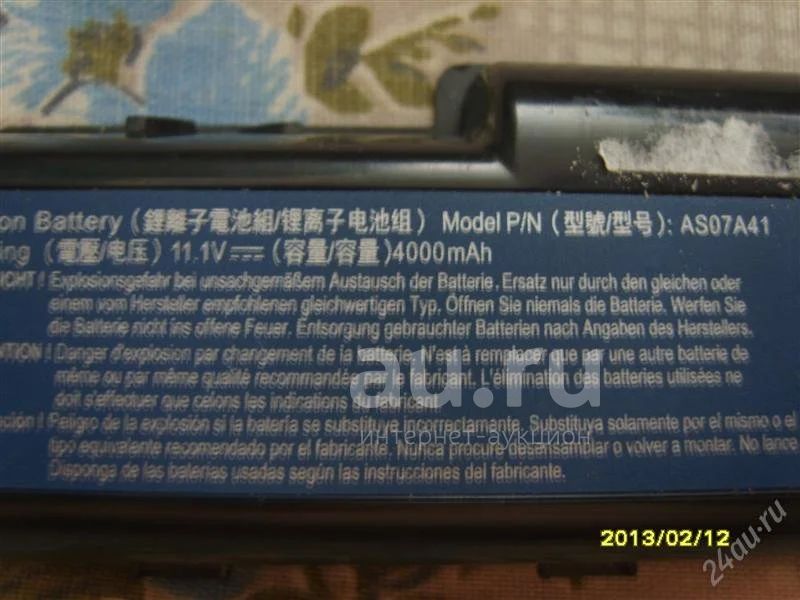 on Battery (鋰離子電池組/锂离子电池组) Model P/N (型號/型号): AS07A41
ing (電壓/电压) 11.1V (容量/容量) 4000mAh
ICHT! Explosionsgefahr bei unsachgemäßem Austausch der Batterie. Ersatz nur durch den gleichen oder
einem vom Hersteller empfohlenen gleichwertigen Typ. Öffnen Sie niemals die Batterie. Werfen Sie
die Batterie nicht ins offene Feuer. Entsorgung gebrauchter Batterien nach Angaben des Herstellers.
NTION! Danger d'explosion par changement de la batterie. N'est à remplacer que par une autre batterie de
même ou par même qualité recommandée par le fabricant. L'élimination des batteries utilisées ne
doit s'effectuer que selon les indications du fabricant.
ución! Peligro de la explosión si la batería se substituye incorrectamente. Substituya solamente por el mismo o el
tipo equivalente recomendado por el fabricante. Nunca procure desensamblar o volver a montar. No lance
Disponga de las baterías usadas según las instrucciones del fabricante.
au.ru
интернет-аукцион
2013/02/12
24au.ru